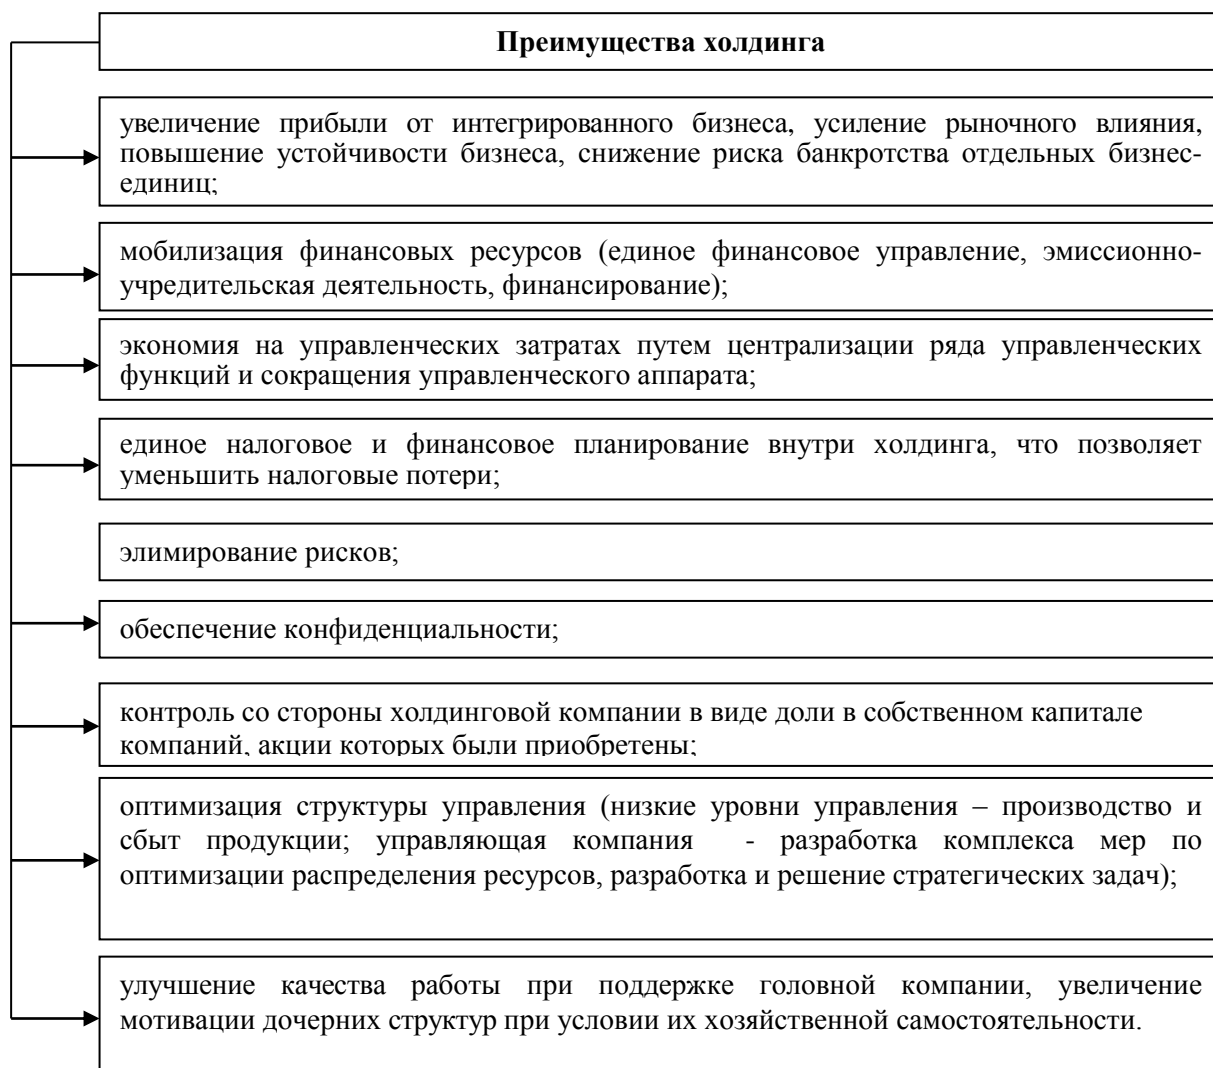 Преимущества холдинга
увеличение прибыли от интегрированного бизнеса, усиление рыночного влияния,
повышение устойчивости бизнеса, снижение риска банкротства отдельных бизнес-
единиц;
мобилизация финансовых ресурсов (единое финансовое управление, эмиссионно-
учредительская деятельность, финансирование);
экономия на управленческих затратах путем централизации ряда управленческих
функций и сокращения управленческого аппарата;
единое налоговое и финансовое планирование внутри холдинга, что позволяет
уменьшить налоговые потери;
элимирование рисков;
обеспечение конфиденциальности;
контроль со стороны холдинговой компании в виде доли в собственном капитале
компаний, акции которых были приобретены;
оптимизация структуры управления (низкие уровни управления – производство и
сбыт продукции; управляющая компания - разработка комплекса мер по
оптимизации распределения ресурсов, разработка и решение стратегических задач);
улучшение качества работы при поддержке головной компании, увеличение
мотивации дочерних структур при условии их хозяйственной самостоятельности.